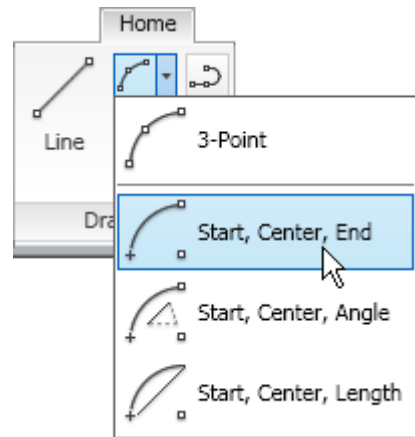 Home
Line
3-Point
Dra
Start, Center, End
Start, Center, Angle
Start, Center, Length